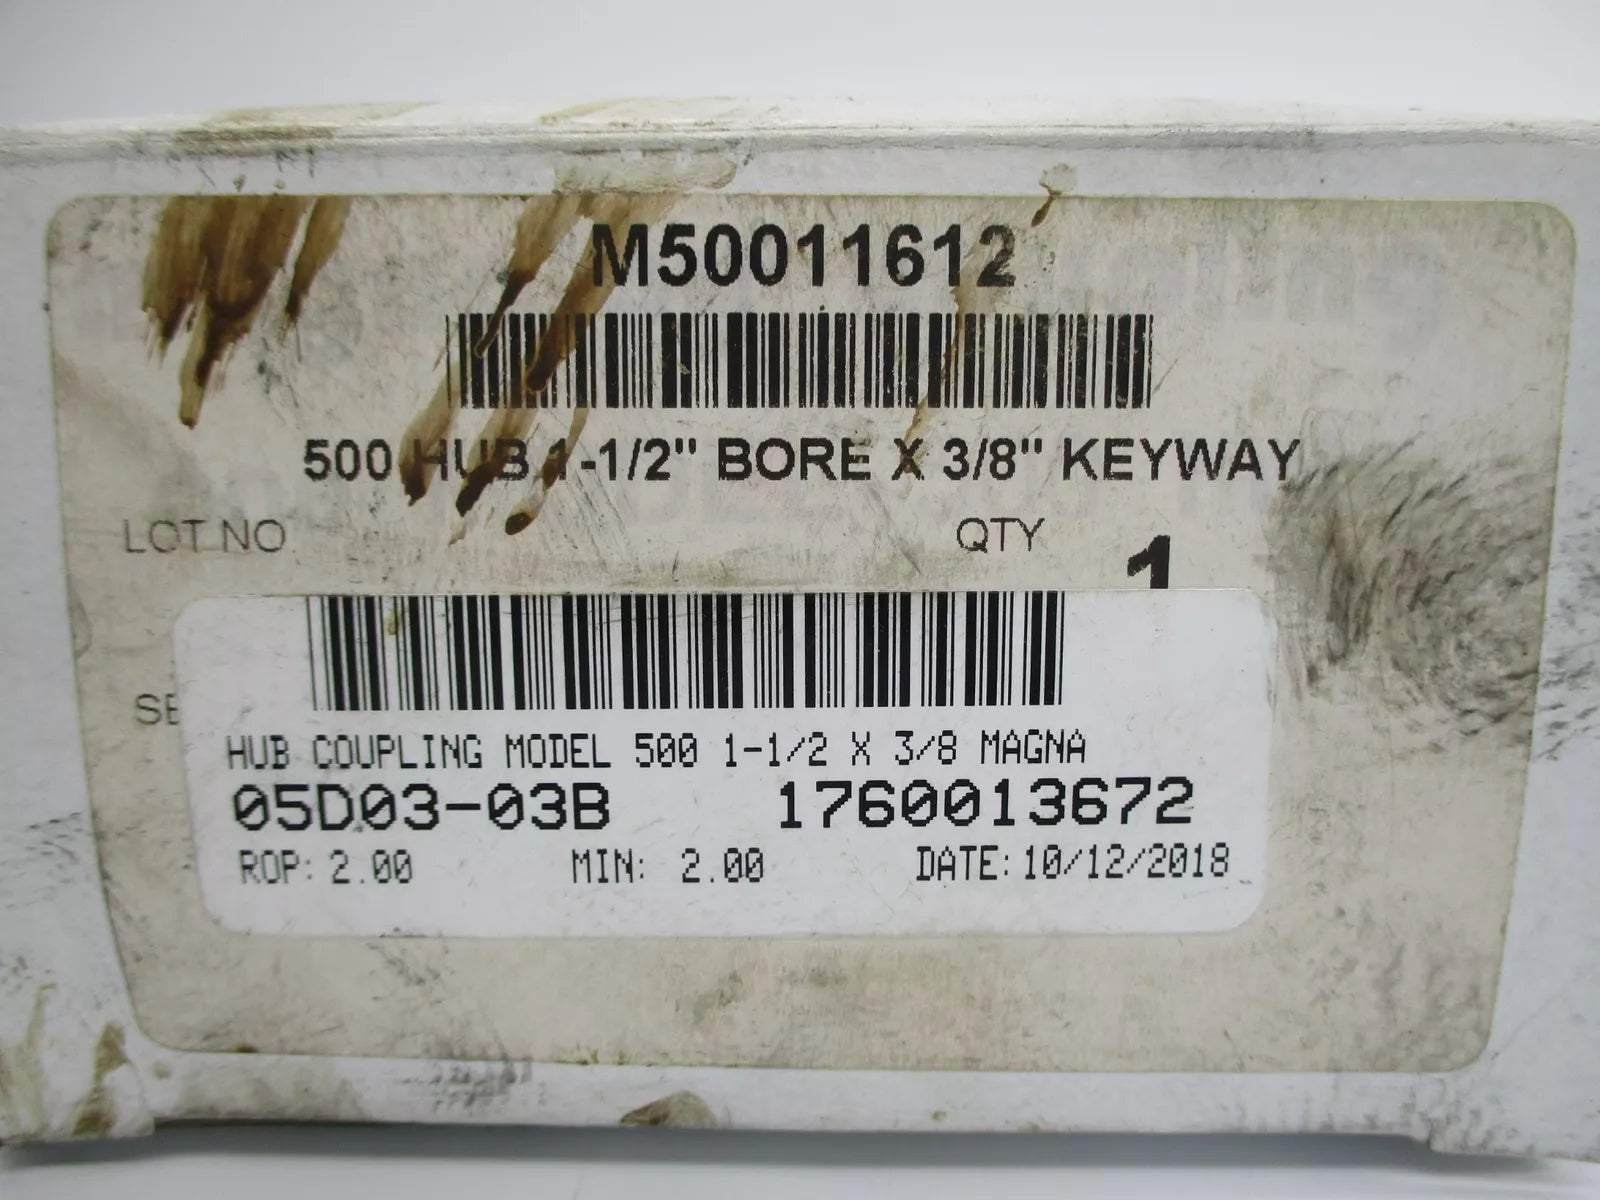 M50011612
500 HUB 1-1/2" BORE X 3/8" KEYWAY
LOT NO QTY 1
SE
HUB COUPLING MODEL 500 1-1/2 X 3/8 MAGNA
05D03-03B 1760013672
ROP: 2.00 MIN: 2.00 DATE: 10/12/2018